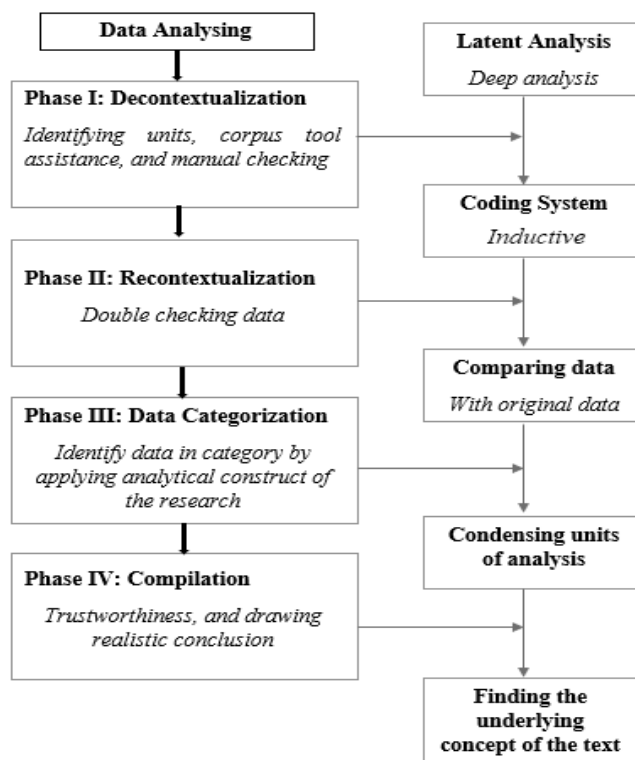 Data Analysing
Phase I: Decontextualization
Identifying units, corpus tool
assistance, and manual checking
Phase II: Recontextualization
Double checking data
Phase III: Data Categorization
Identify data in category by
applying analytical construct of
the research
Phase IV: Compilation
Trustworthiness, and drawing
realistic conclusion
Latent Analysis
Deep analysis
Coding System
Inductive
Comparing data
With original data
Condensing units
of analysis
Finding the
underlying
concept of the text